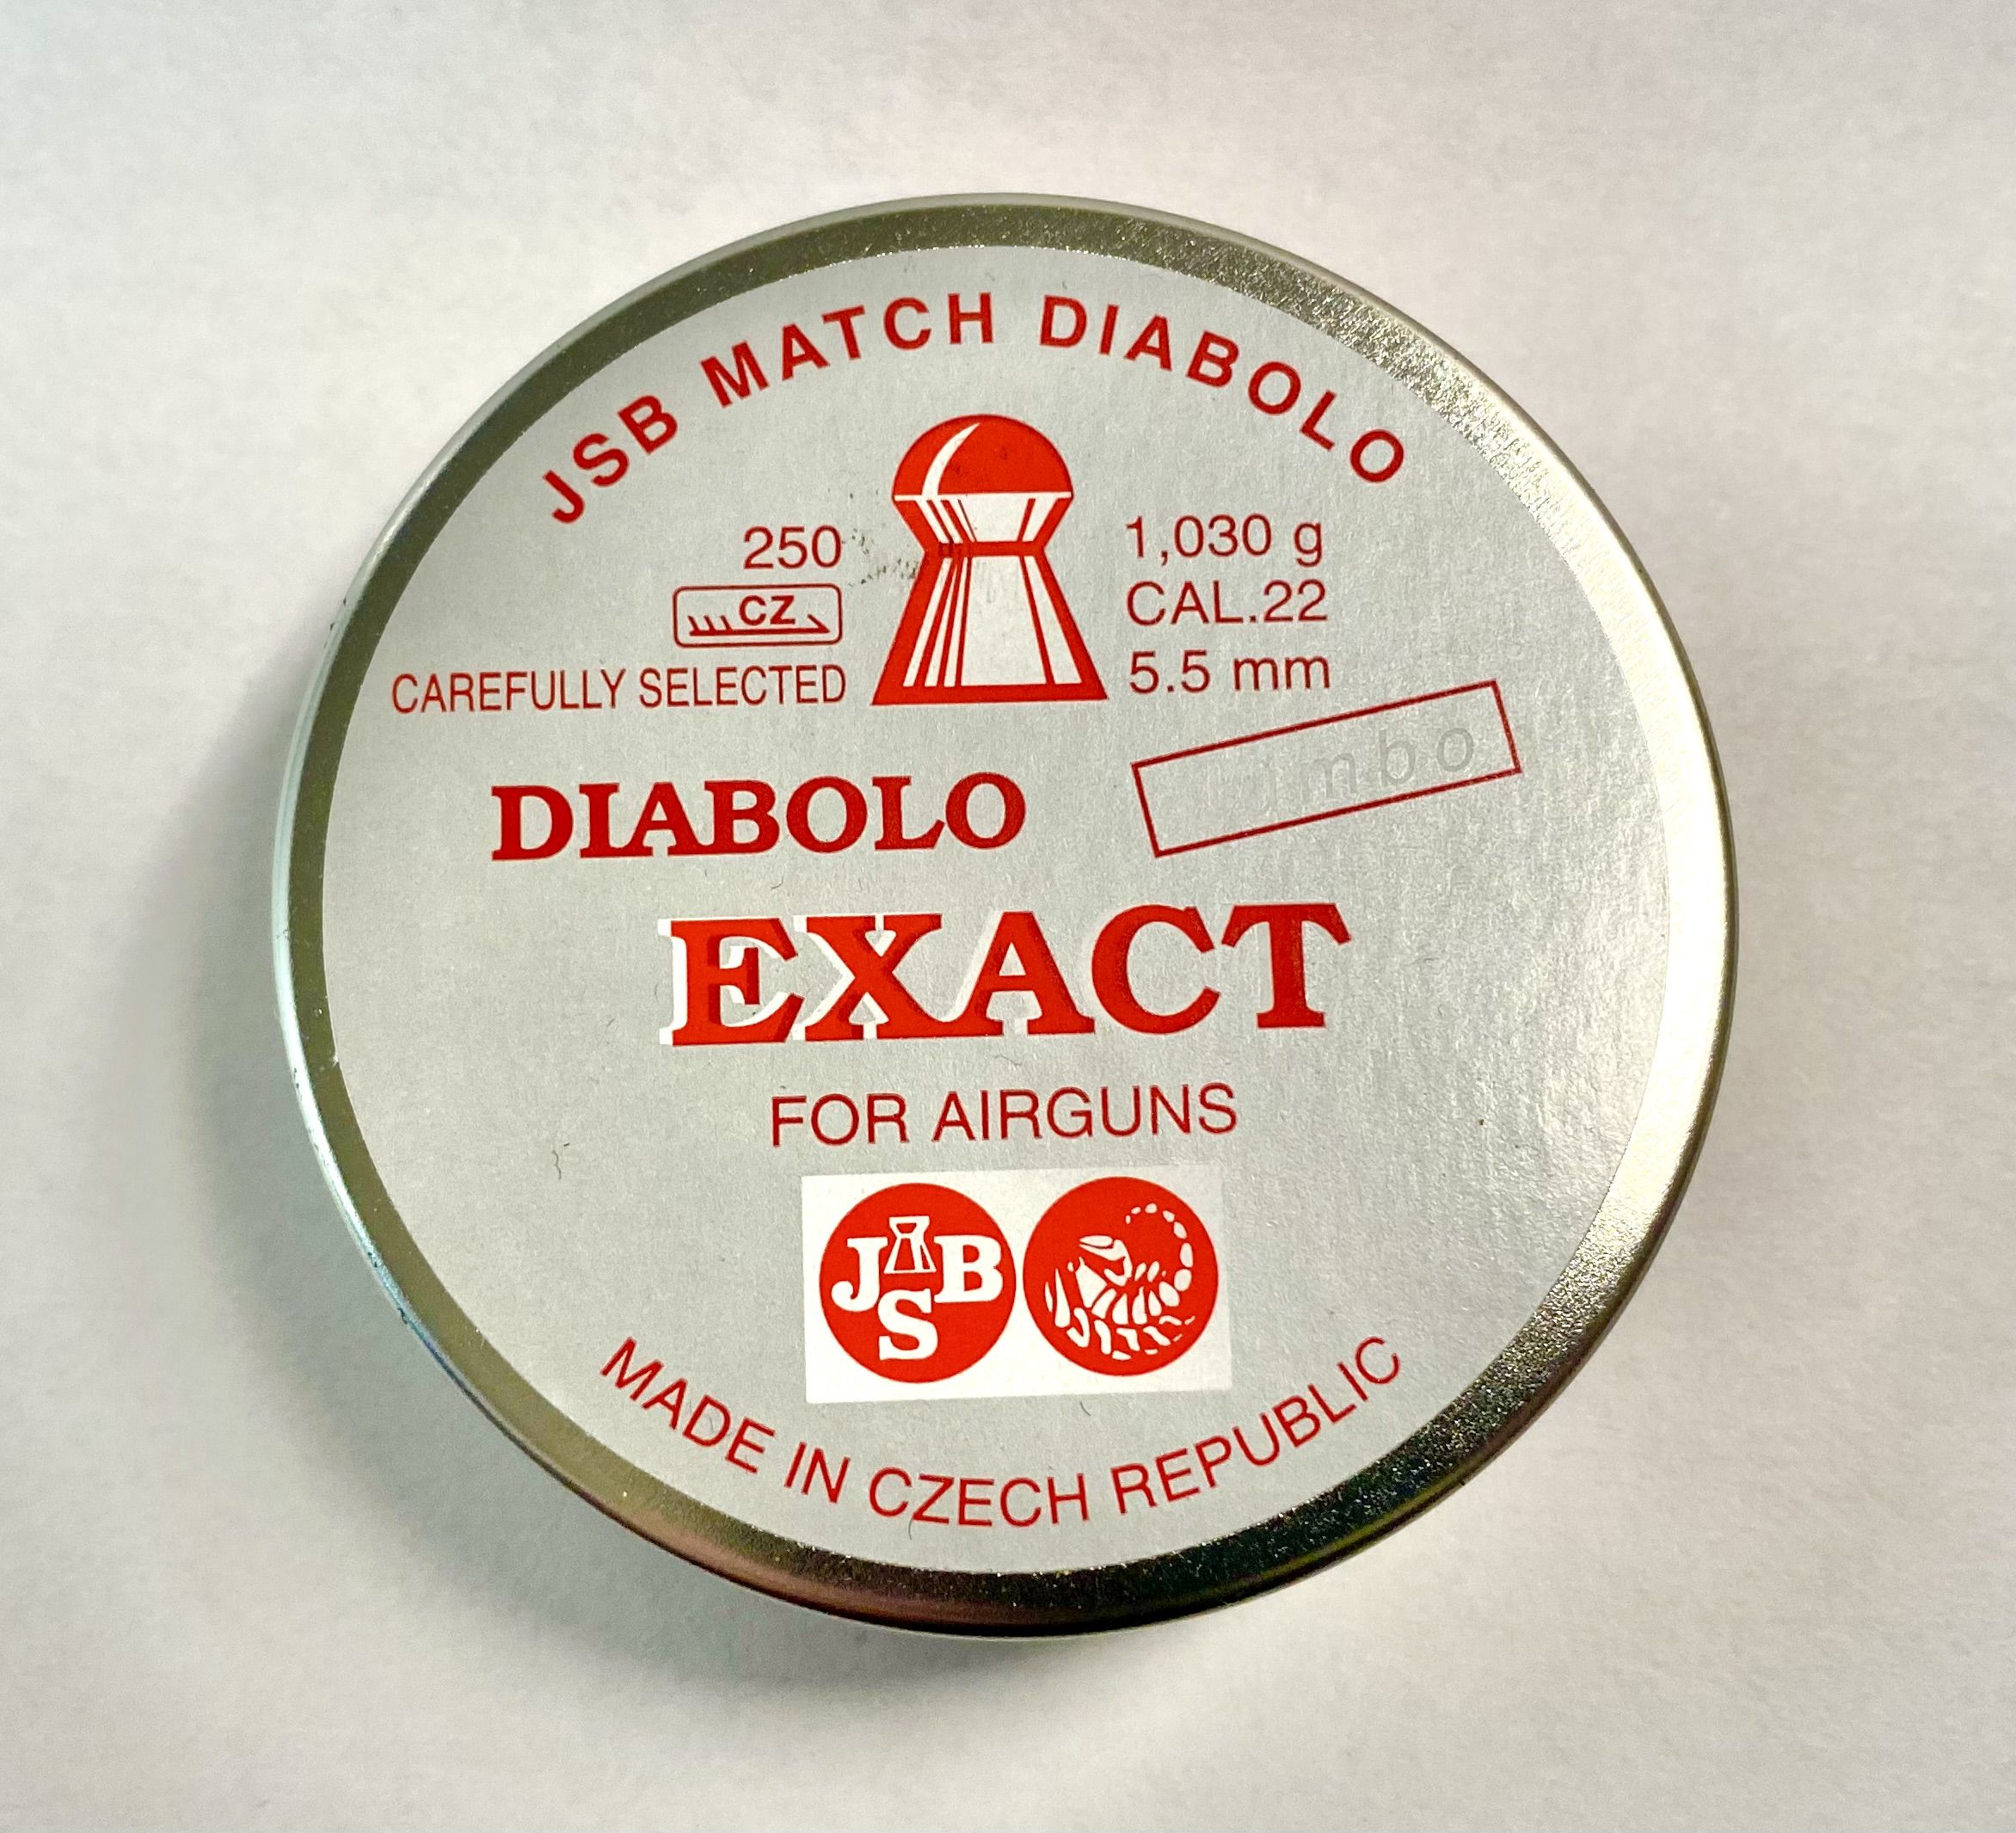 JSB MATCH DIABOLO
250
CZ
CAREFULLY SELECTED
1,030 g
CAL.22
5.5 mm
DIABOLO
EXACT
FOR AIRGUNS
JSB
MADE IN CZECH REPUBLIC